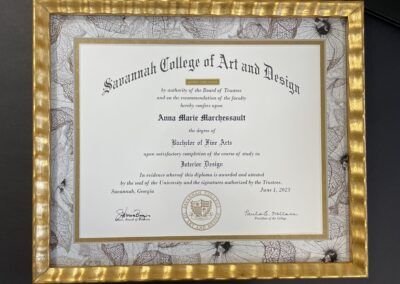 Savannah College of Art and Design
by authority of the Board of Trustees
and on the recommendation of the faculty
hereby confers upon
Anna Marie Marchessault
the degree of
Bachelor of Fine Arts
upon satisfactory completion of the course of study in
Interior Design
In evidence whereof this diploma is awarded and attested
by the seal of the University and the signatures authorized by the Trustees.
Savannah, Georgia June 1, 2023
Paula S. Wallace
President of the College